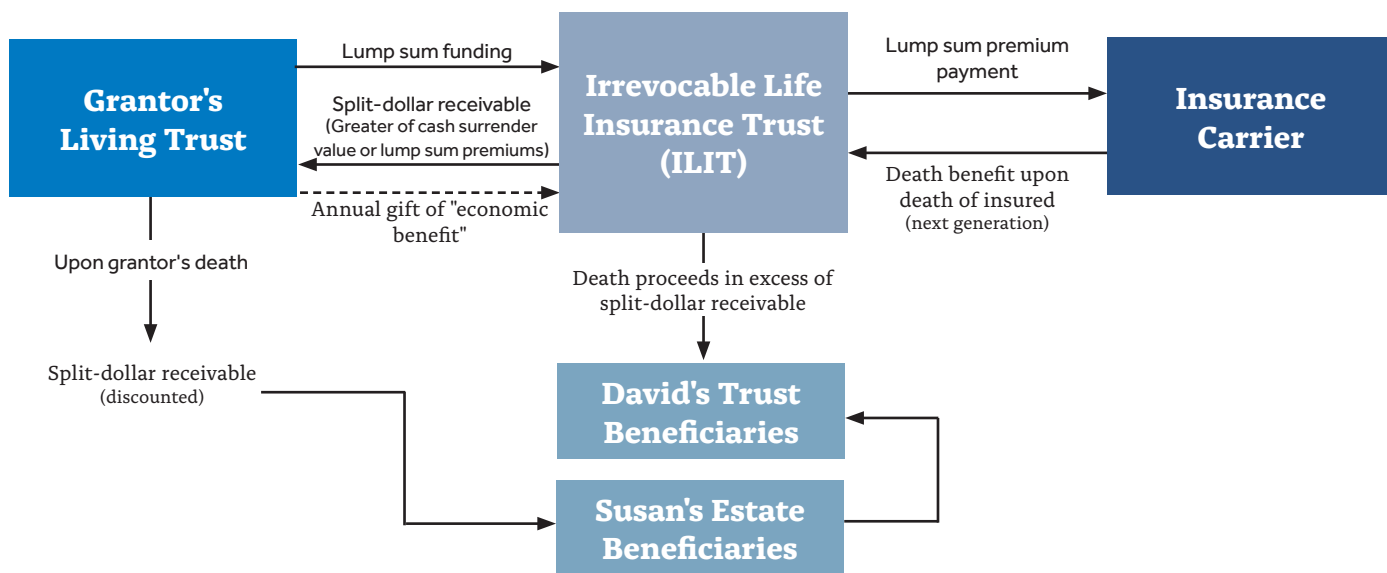 Grantor's
Living Trust
Lump sum funding
Split-dollar receivable
(Greater of cash surrender
value or lump sum premiums)
Annual gift of "economic
benefit"
Irrevocable Life
Insurance Trust
(ILIT)
Lump sum premium
payment
Death benefit upon
death of insured
(next generation)
Insurance
Carrier
Upon grantor's death
Death proceeds in excess of
split-dollar receivable
Split-dollar receivable
(discounted)
David's Trust
Beneficiaries
Susan's Estate
Beneficiaries